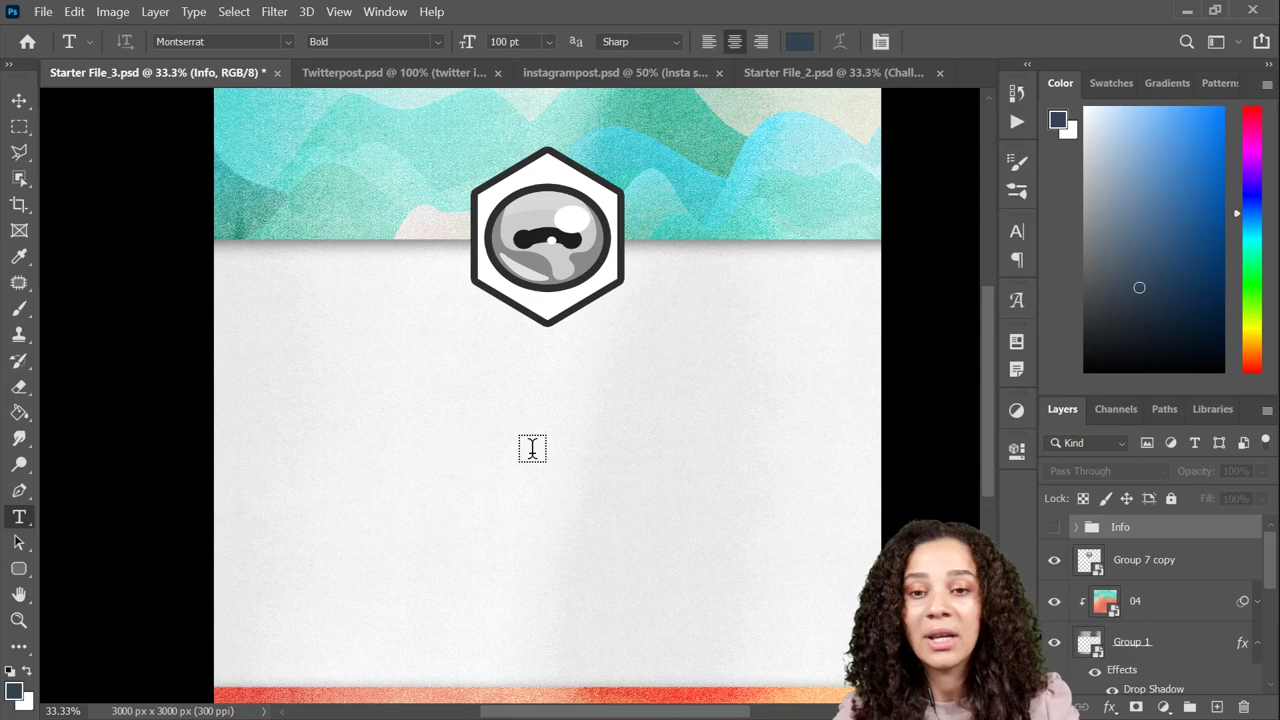 Ps File Edit Image Layer Type Select Filter 3D View Window Help
T Montserrat Bold 100 pt Sharp
Starter File_3.psd @ 33.3% (Info, RGB/8) * Twitterpost.psd @ 100% (twitter i... instagrampost.psd @ 50% (insta s... Starter File_2.psd @ 33.3% (Chall...
Color Swatches Gradients Patterns
Layers Channels Paths Libraries
Kind
Pass Through Opacity: 100%
Lock: Fill: 100%
Info
Group 7 copy
04
Group 1 fx
Effects
Drop Shadow
33.33% 3000 px x 3000 px (300 ppi)